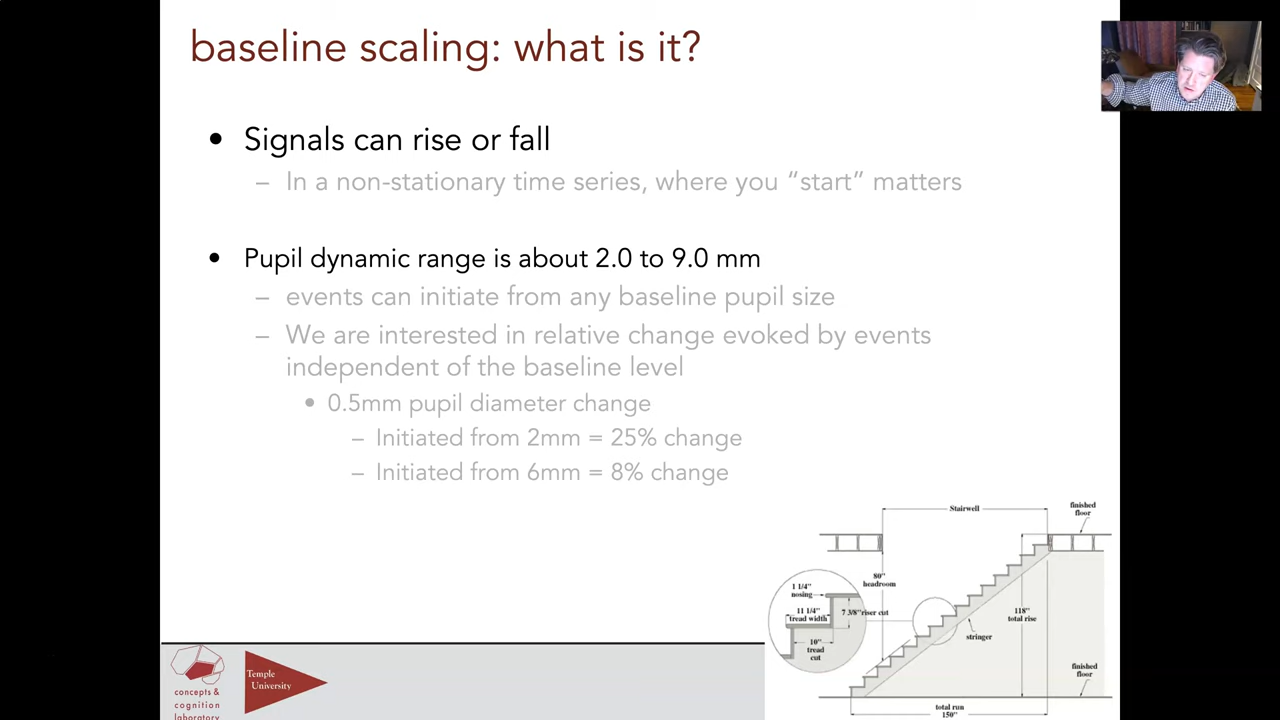 baseline scaling: what is it?
• Signals can rise or fall
– In a non-stationary time series, where you “start” matters
• Pupil dynamic range is about 2.0 to 9.0 mm
– events can initiate from any baseline pupil size
– We are interested in relative change evoked by events
independent of the baseline level
• 0.5mm pupil diameter change
– Initiated from 2mm = 25% change
– Initiated from 6mm = 8% change
Stairwell
finished
floor
80"
headroom
1 1/4"
nosing
11 1/4"
tread width
7 3/8" riser cut
10"
tread
cut
118"
total rise
stringer
finished
floor
total run
150"
concepts &
cognition
laboratory
Temple
University